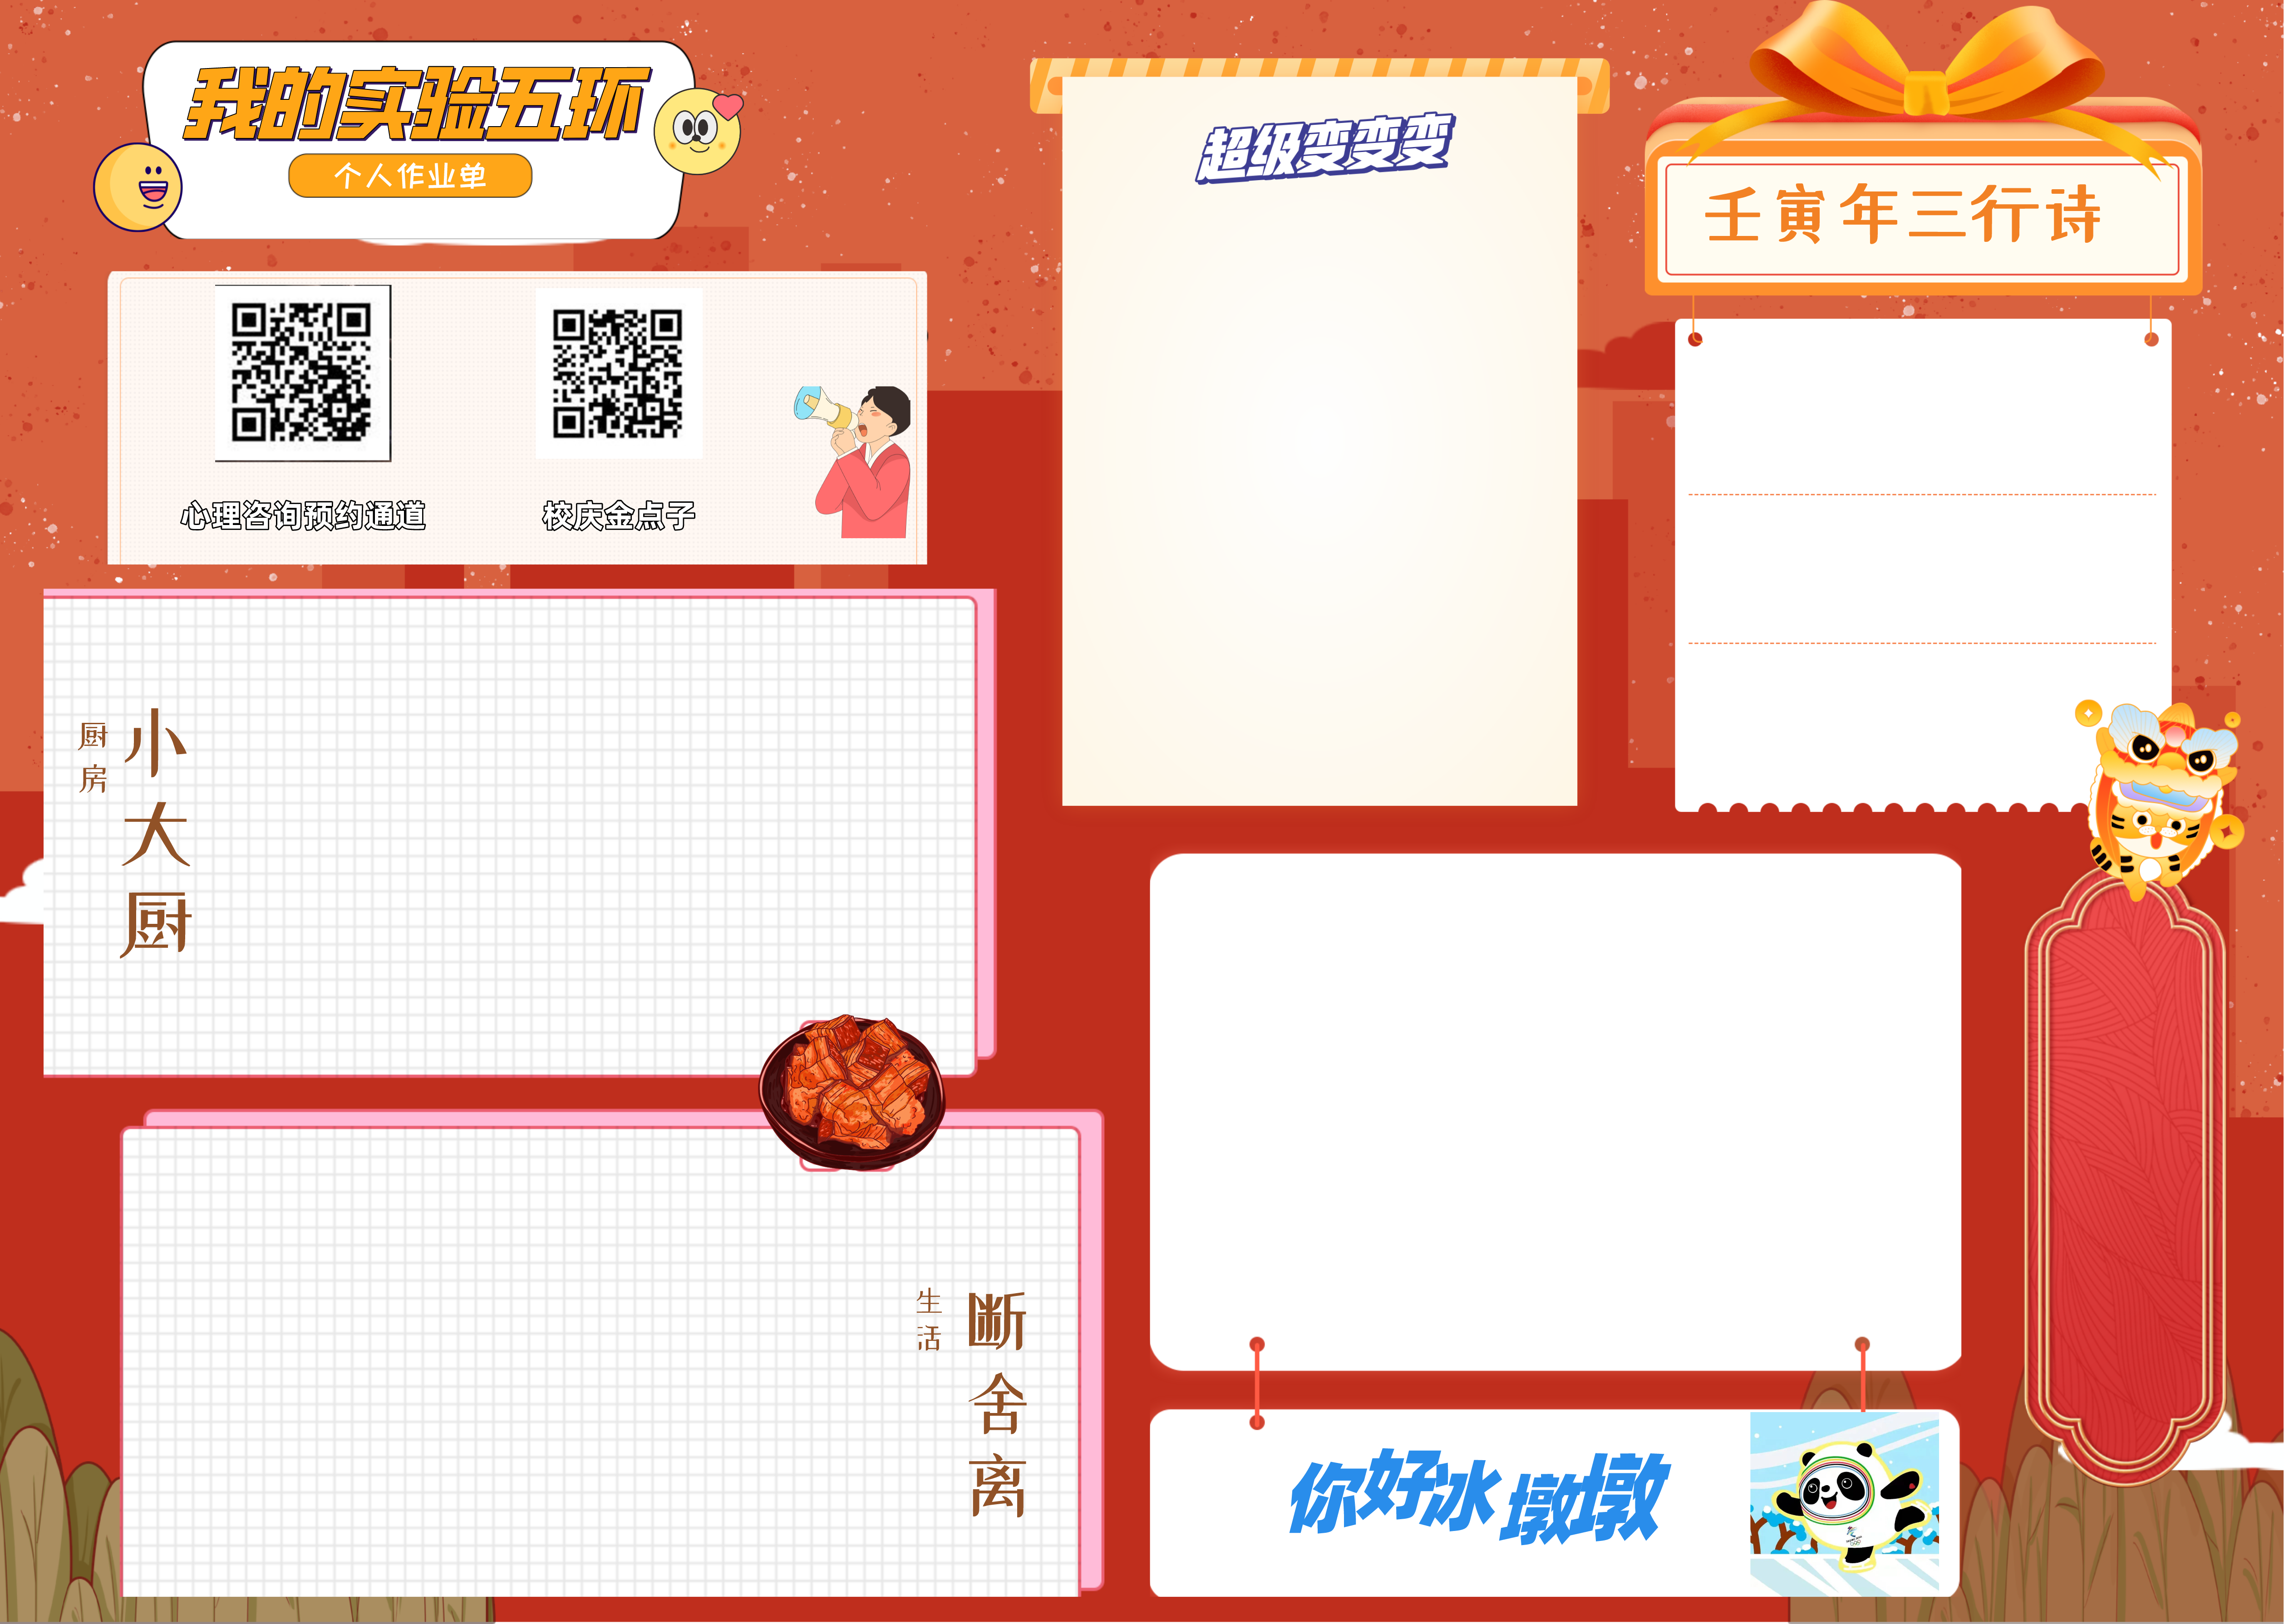 我的实验五环
个人作业单
心理咨询预约通道
校庆金点子
厨房
小大厨
生活
断舍离
超级变变变
壬寅年三行诗
你好水墩墩